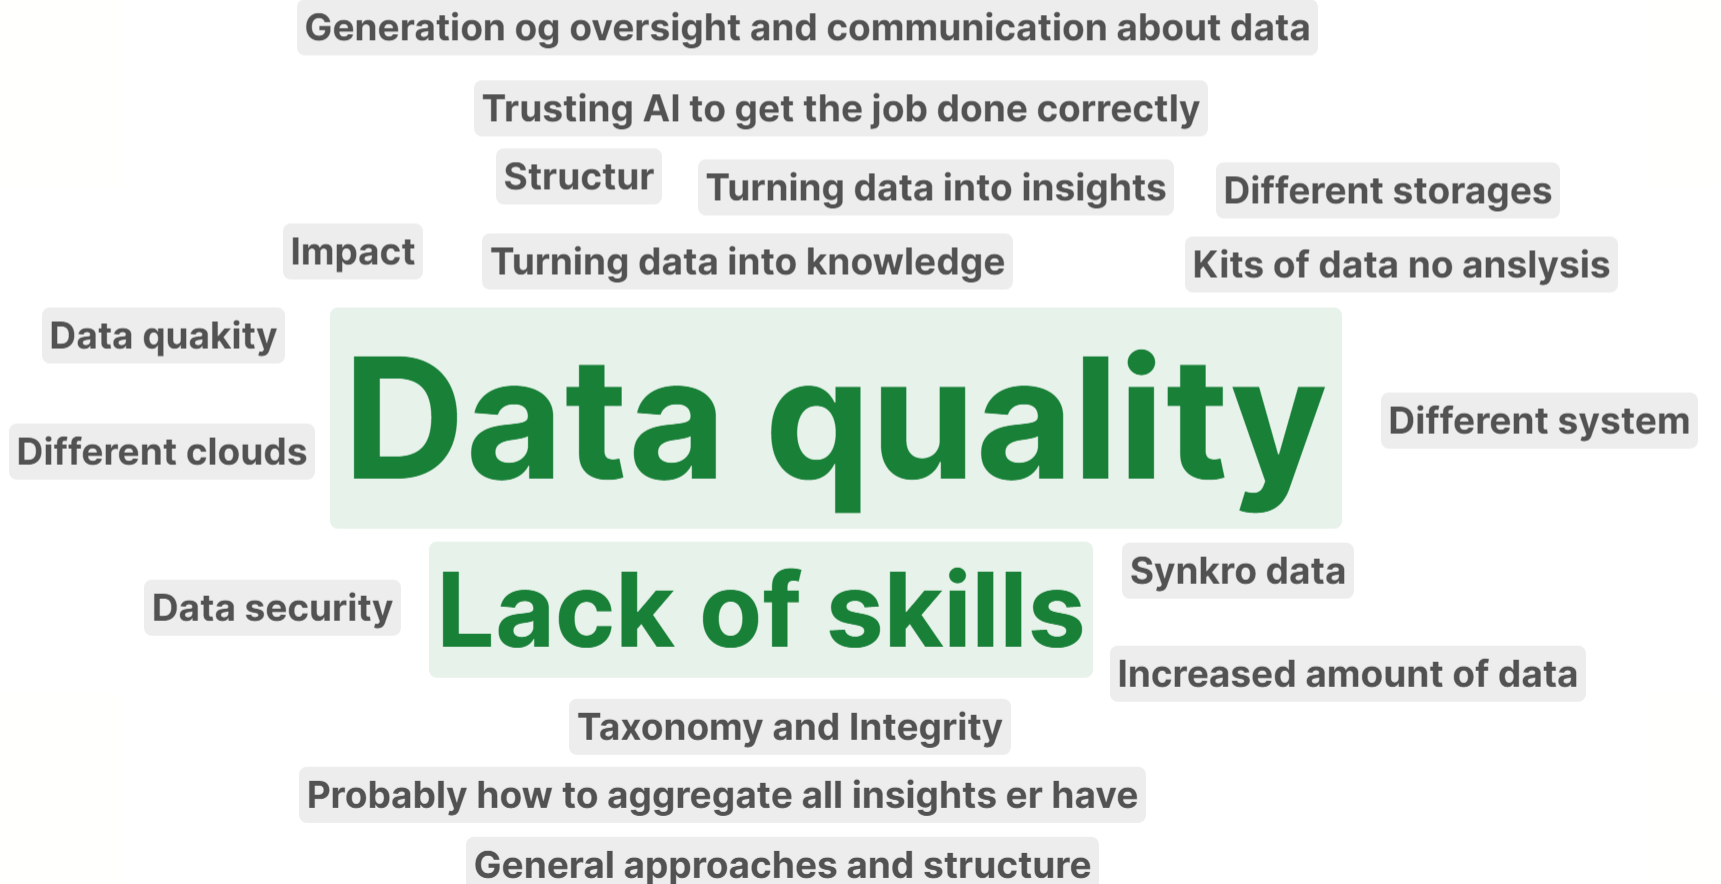 Generation og oversight and communication about data
Trusting AI to get the job done correctly
Structur
Turning data into insights
Different storages
Impact
Turning data into knowledge
Kits of data no anslysis
Data quakity
Data quality
Different system
Different clouds
Lack of skills
Synkro data
Data security
Increased amount of data
Taxonomy and Integrity
Probably how to aggregate all insights er have
General approaches and structure